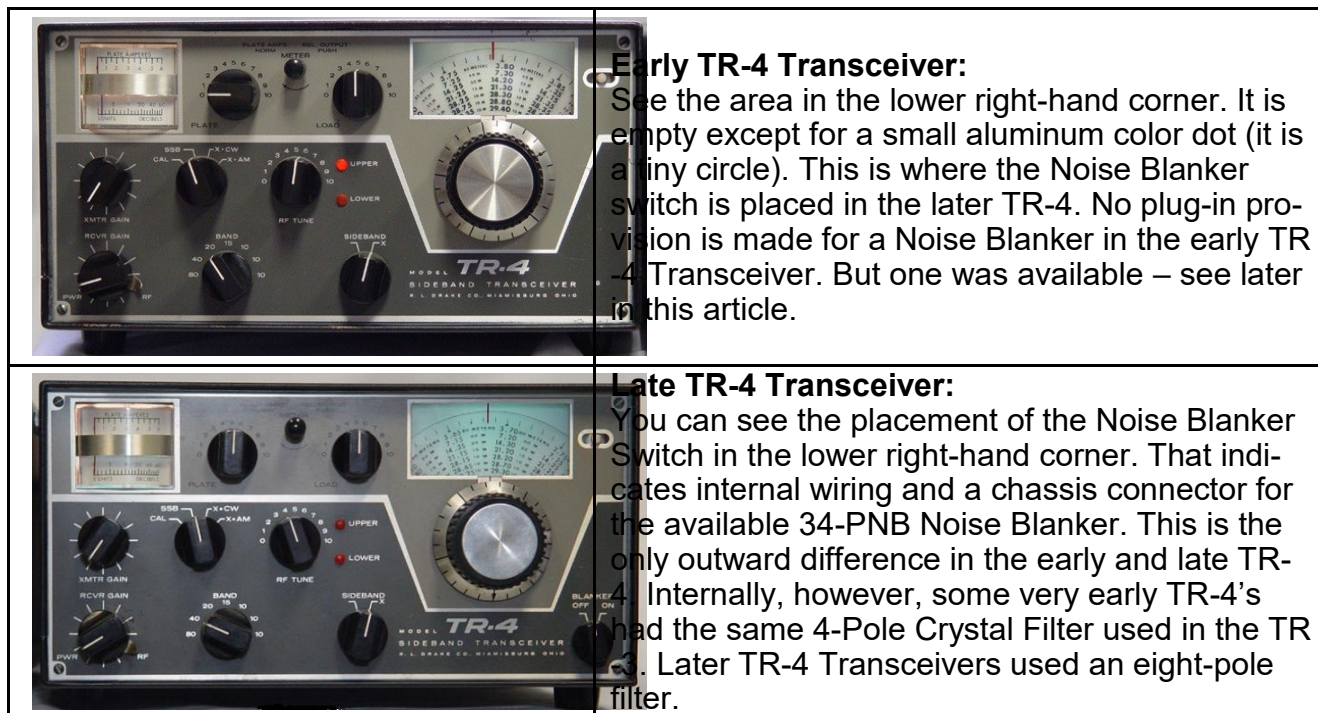 PLATE AMPERES
PLATE AMPS. NORM
REL. OUTPUT PUSH
METER
PLATE
LOAD
S UNITS DECIBELS
SSB X•CW
CAL X•AM
XMTR GAIN
RF TUNE
UPPER
LOWER
RCVR GAIN
BAND
SIDEBAND
X
PWR
RF
MODEL TR-4
SIDEBAND TRANSCEIVER
R. L. DRAKE CO. MIAMISBURG OHIO
Early TR-4 Transceiver:
See the area in the lower right-hand corner. It is
empty except for a small aluminum color dot (it is
a tiny circle). This is where the Noise Blanker
switch is placed in the later TR-4. No plug-in pro-
vision is made for a Noise Blanker in the early TR
-4 Transceiver. But one was available – see later
in this article.
PLATE AMPERES
PLATE
LOAD
S UNITS DECIBELS
SSB X•CW
CAL X•AM
XMTR GAIN
RF TUNE
UPPER
LOWER
RCVR GAIN
BAND
SIDEBAND
X
PWR
RF
BLANKER
OFF ON
MODEL TR-4
SIDEBAND TRANSCEIVER
R. L. DRAKE CO. MIAMISBURG OHIO
Late TR-4 Transceiver:
You can see the placement of the Noise Blanker
Switch in the lower right-hand corner. That indi-
cates internal wiring and a chassis connector for
the available 34-PNB Noise Blanker. This is the
only outward difference in the early and late TR-
4. Internally, however, some very early TR-4's
had the same 4-Pole Crystal Filter used in the TR
-3. Later TR-4 Transceivers used an eight-pole
filter.